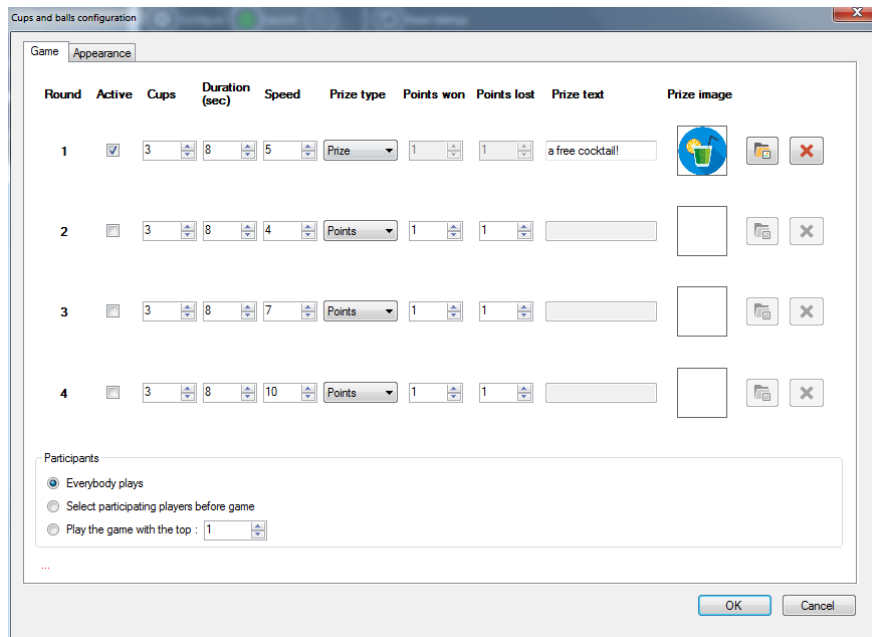 Cups and balls configuration
Game Appearance
Round Active Cups Duration (sec) Speed Prize type Points won Points lost Prize text Prize image
1 3 8 5 Prize 1 1 a free cocktail!
2 3 8 4 Points 1 1
3 3 8 7 Points 1 1
4 3 8 10 Points 1 1
Participants
Everybody plays
Select participating players before game
Play the game with the top : 1
...
OK Cancel